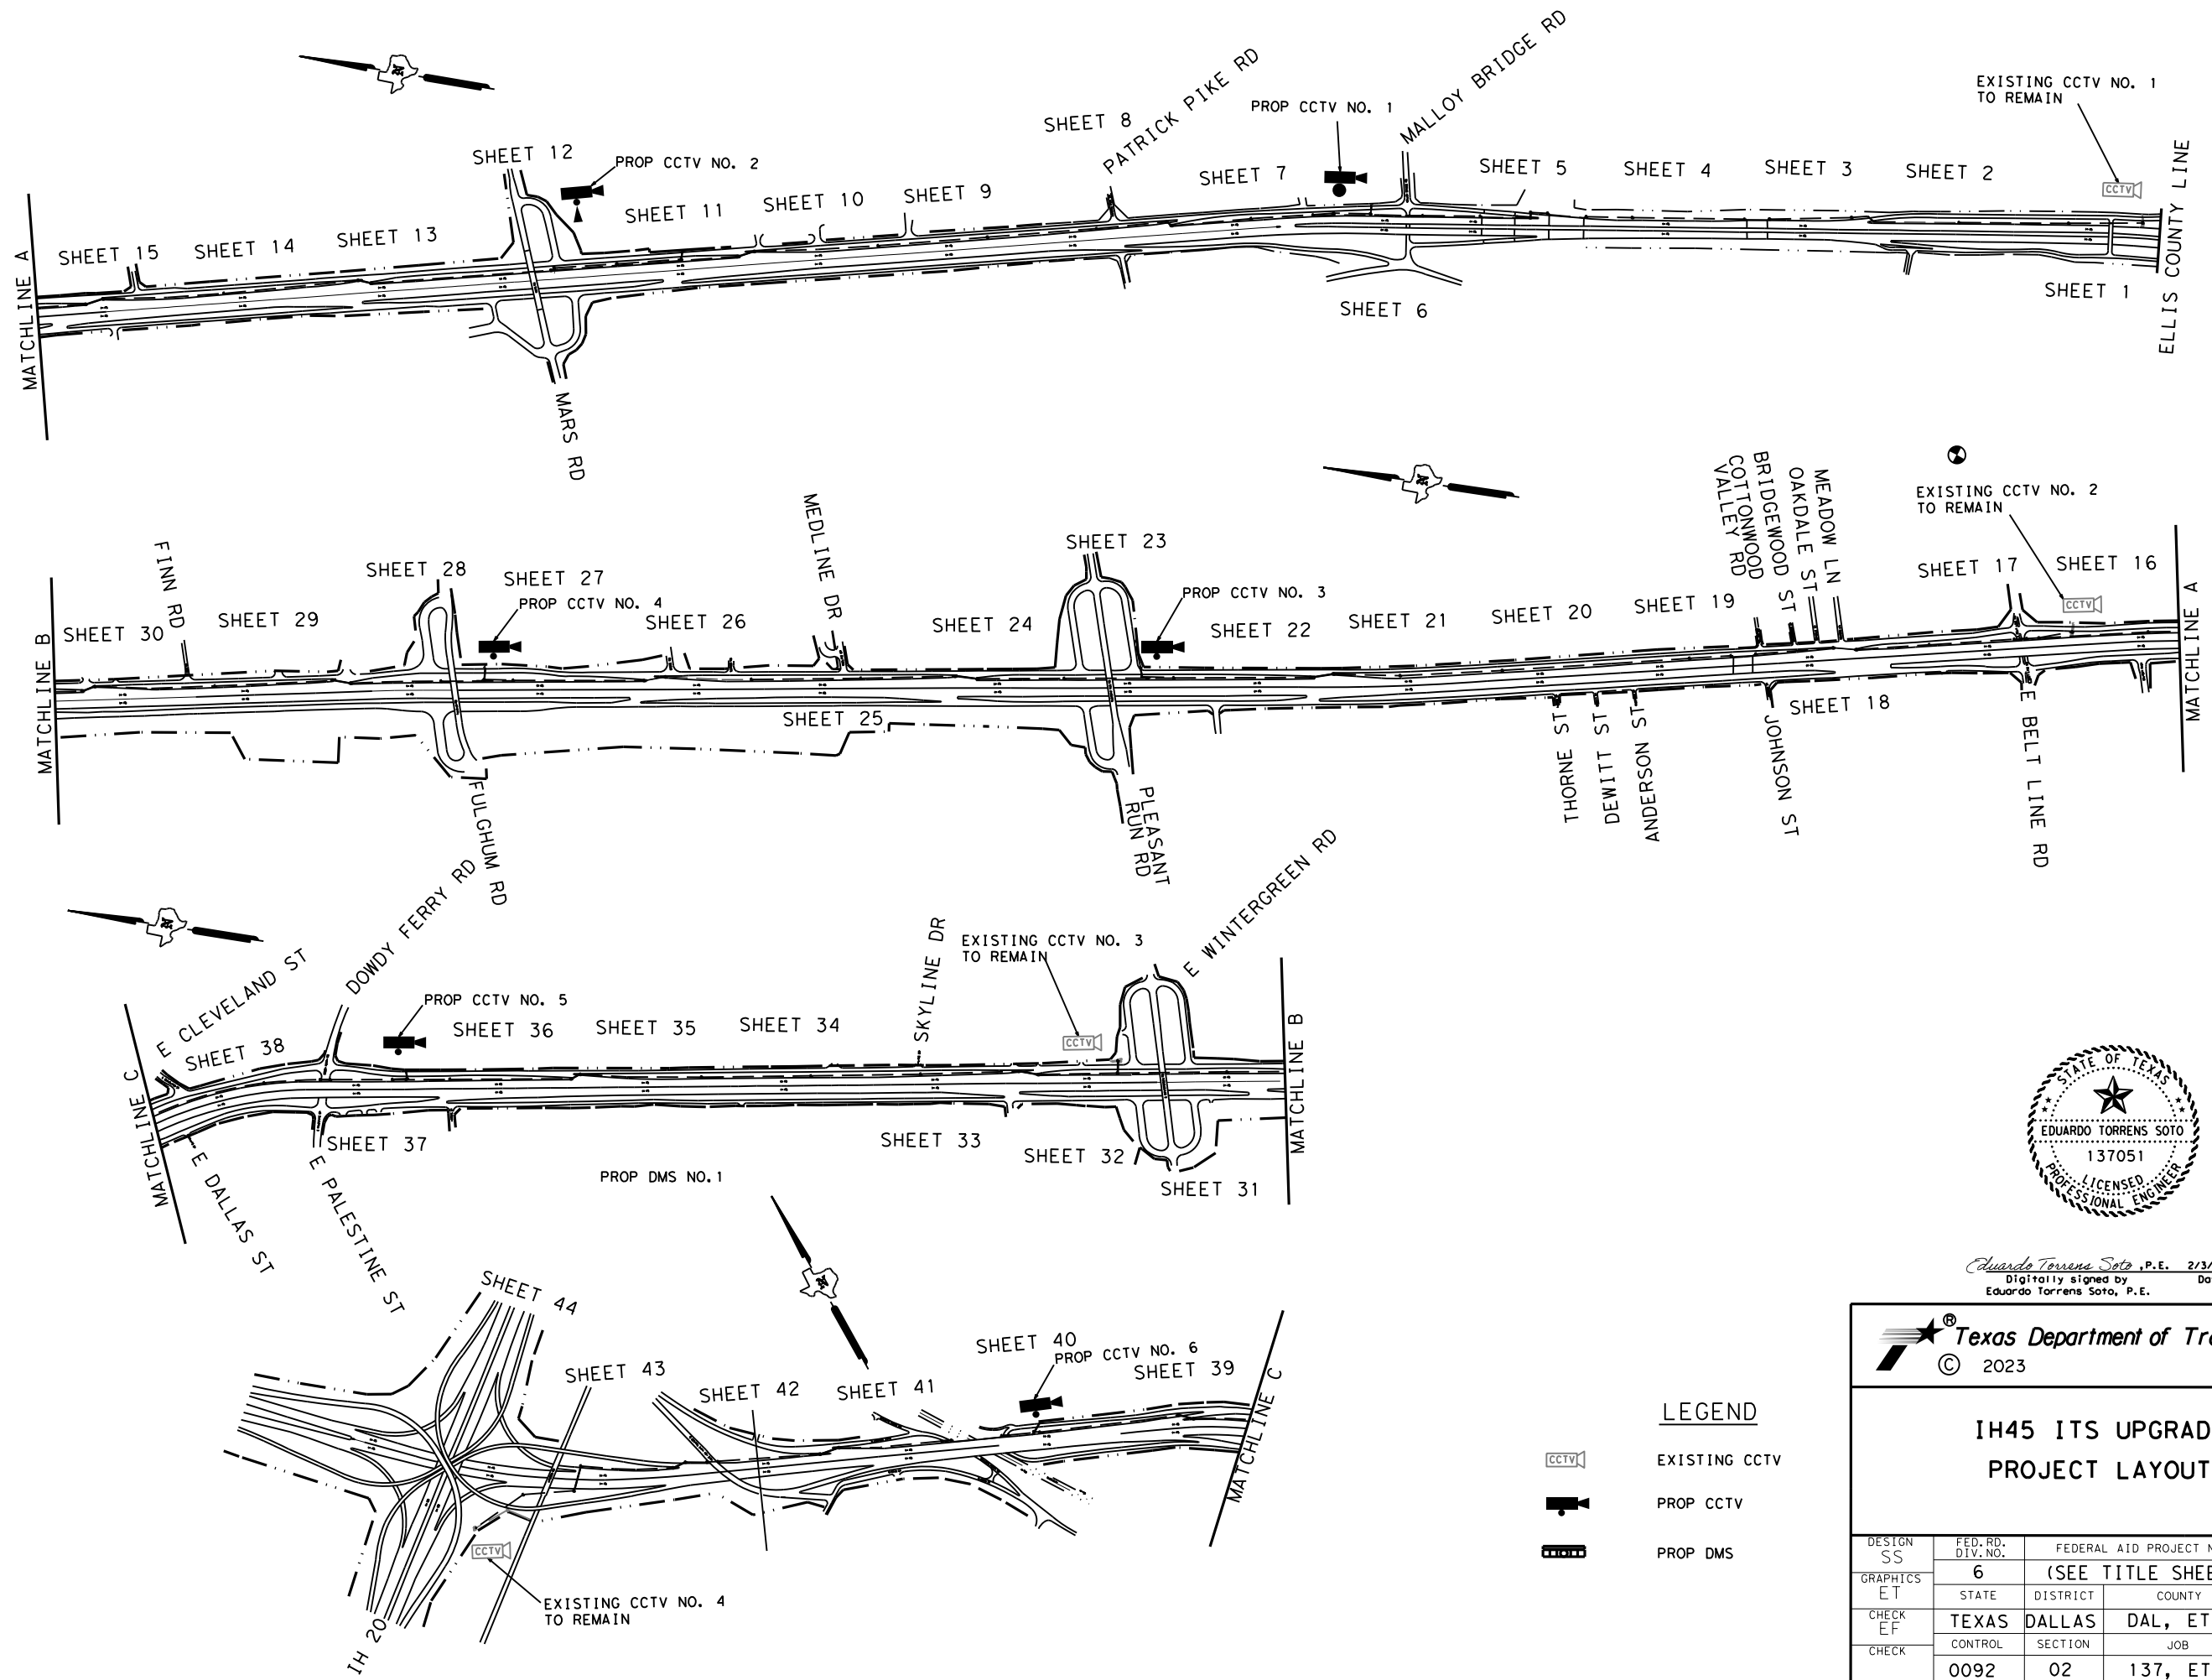 MATCHLINE A
SHEET 15
SHEET 14
SHEET 13
SHEET 12
PROP CCTV NO. 2
SHEET 11
SHEET 10
SHEET 9
SHEET 8
PATRICK PIKE RD
SHEET 7
PROP CCTV NO. 1
MALLOY BRIDGE RD
SHEET 6
SHEET 5
SHEET 4
SHEET 3
SHEET 2
EXISTING CCTV NO. 1
TO REMAIN
CCTV
SHEET 1
ELLIS COUNTY LINE
MARS RD
MATCHLINE B
SHEET 30
FINN RD
SHEET 29
SHEET 28
SHEET 27
PROP CCTV NO. 4
FULGHUM RD
SHEET 26
MEDLINE DR
SHEET 25
SHEET 24
SHEET 23
PROP CCTV NO. 3
PLEASANT
RUN RD
SHEET 22
SHEET 21
SHEET 20
SHEET 19
THORNE ST
DEWITT ST
ANDERSON ST
COTTONWOOD
VALLEY RD
BRIDGEWOOD ST
OAKDALE ST
MEADOW LN
JOHNSON ST
SHEET 18
SHEET 17
EXISTING CCTV NO. 2
TO REMAIN
CCTV
SHEET 16
E BELT LINE RD
MATCHLINE A
MATCHLINE C
E CLEVELAND ST
SHEET 38
DOWDY FERRY RD
PROP CCTV NO. 5
SHEET 36
SHEET 35
SHEET 34
SKYLINE DR
EXISTING CCTV NO. 3
TO REMAIN
CCTV
E WINTERGREEN RD
MATCHLINE B
E DALLAS ST
E PALESTINE ST
SHEET 37
SHEET 33
SHEET 32
SHEET 31
PROP DMS NO.1
SHEET 44
SHEET 43
SHEET 42
SHEET 41
SHEET 40
PROP CCTV NO. 6
SHEET 39
MATCHLINE C
CCTV
EXISTING CCTV NO. 4
TO REMAIN
IH 20
LEGEND
CCTV EXISTING CCTV
PROP CCTV
PROP DMS
STATE OF TEXAS
EDUARDO TORRENS SOTO
137051
LICENSED
PROFESSIONAL ENGINEER
Eduardo Torrens Soto ,P.E. 2/3/
Digitally signed by
Eduardo Torrens Soto, P.E.
® Texas Department of
© 2023
IH45 ITS
PROJECT LAYOUT
DESIGN
SS
FED.RD.
DIV.NO.
FEDERAL AID PROJECT
6
(SEE TITLE
GRAPHICS
ET
STATE
DISTRICT
COUNTY
CHECK
EF
TEXAS
DALLAS
DAL, ET
CHECK
CONTROL
SECTION
JOB
0092
02
137, ET